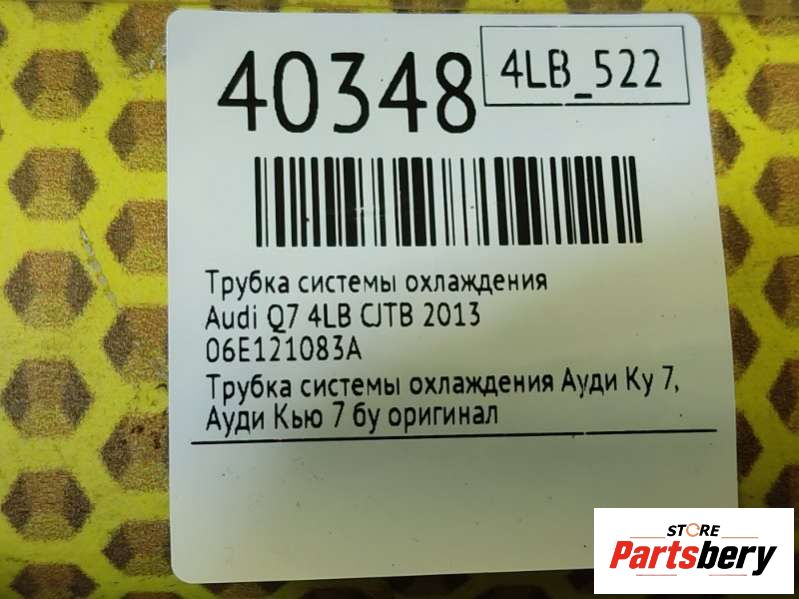 40348
4LB_522
Трубка системы охлаждения
Audi Q7 4LB CJTB 2013
06E121083A
Трубка системы охлаждения Ауди Ку 7,
Ауди Кью 7 бу оригинал
STORE
Partsbery